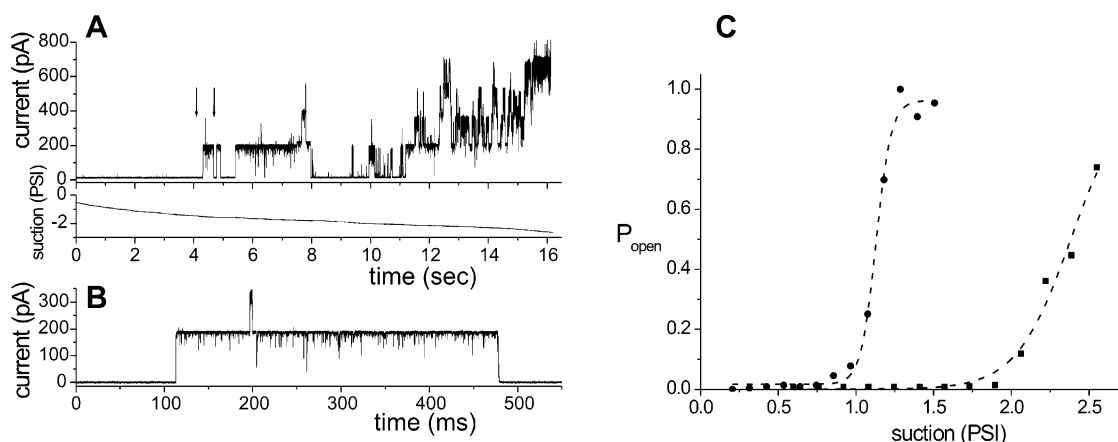 A
current (pA)
800
600
400
200
0
suction (PSI)
0
-2
0 2 4 6 8 10 12 14 16
time (sec)
B
current (pA)
300
200
100
0
0 100 200 300 400 500
time (ms)
C
P open
1.0
0.8
0.6
0.4
0.2
0.0
0.0 0.5 1.0 1.5 2.0 2.5
suction (PSI)